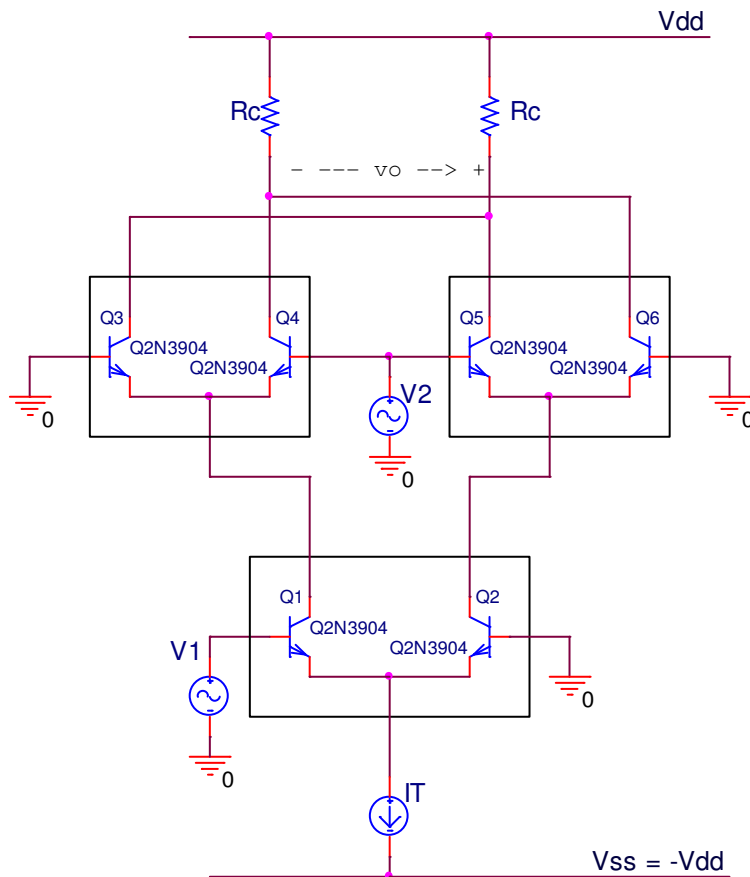 Vdd
Rc Rc
- --- vo --> +
Q3 Q4 Q5 Q6
Q2N3904 Q2N3904
Q2N3904 Q2N3904
V2
0 0 0
Q1 Q2
Q2N3904
Q2N3904
V1
0
0
IT
Vss = -Vdd